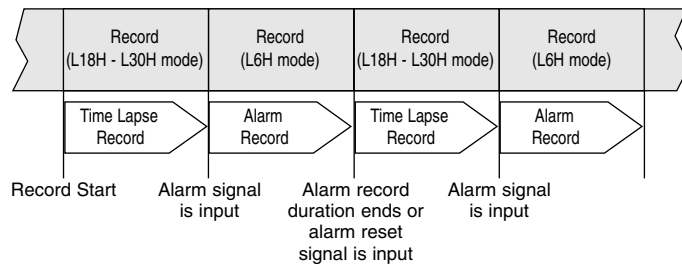 Record
(L18H - L30H mode)
Record
(L6H mode)
Record
(L18H - L30H mode)
Record
(L6H mode)
Time Lapse
Record
Alarm
Record
Time Lapse
Record
Alarm
Record
Record Start
Alarm signal
is input
Alarm record
duration ends or
alarm reset
signal is input
Alarm signal
is input